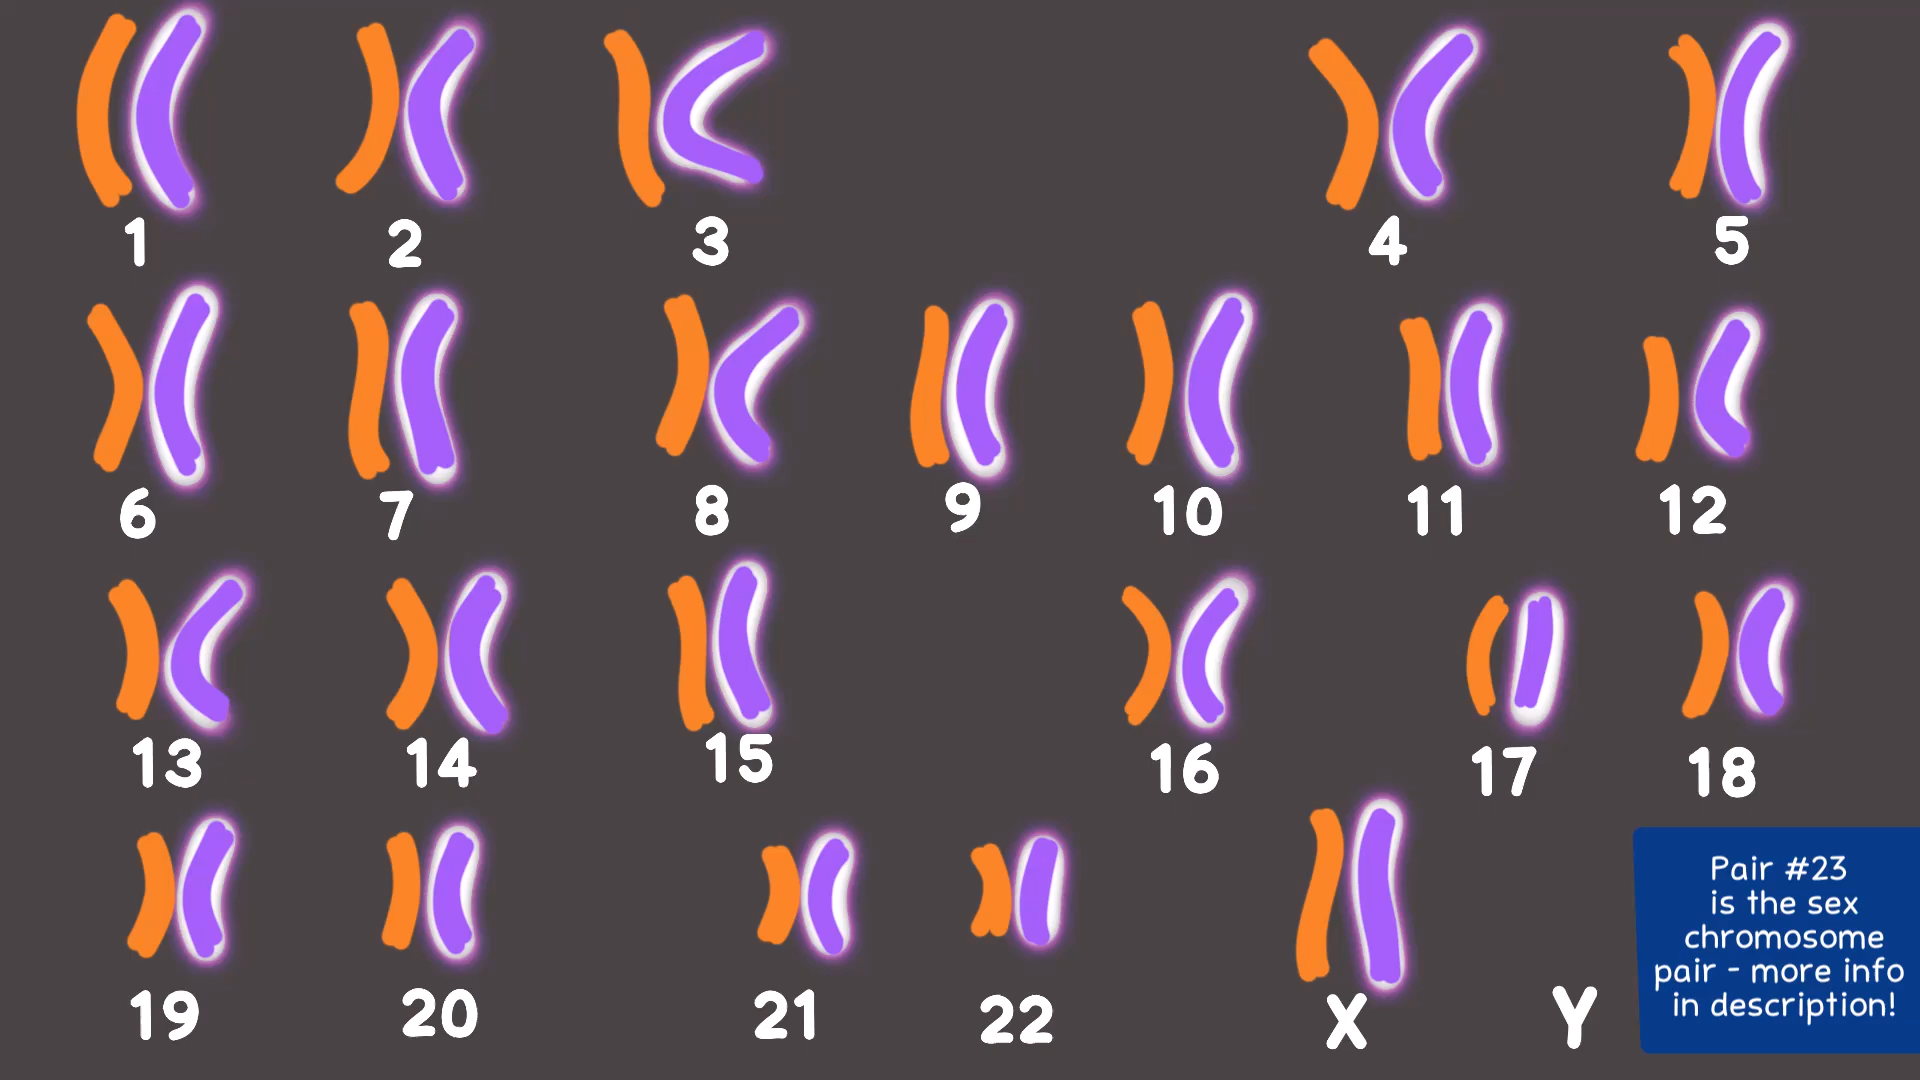 1 2 3 4 5
6 7 8 9 10 11 12
13 14 15 16 17 18
19 20 21 22 X Y
Pair #23
is the sex
chromosome
pair - more info
in description!